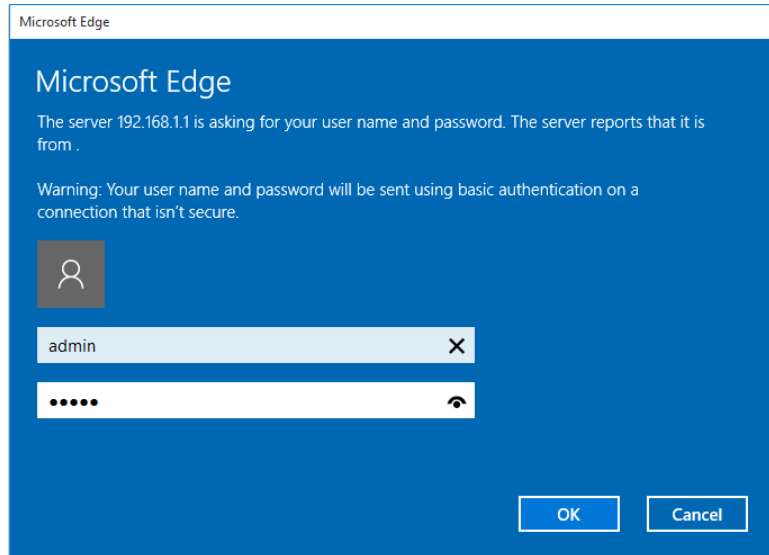 Microsoft Edge
Microsoft Edge
The server 192.168.1.1 is asking for your user name and password. The server reports that it is
from .
Warning: Your user name and password will be sent using basic authentication on a
connection that isn't secure.
admin
•••••
OK
Cancel